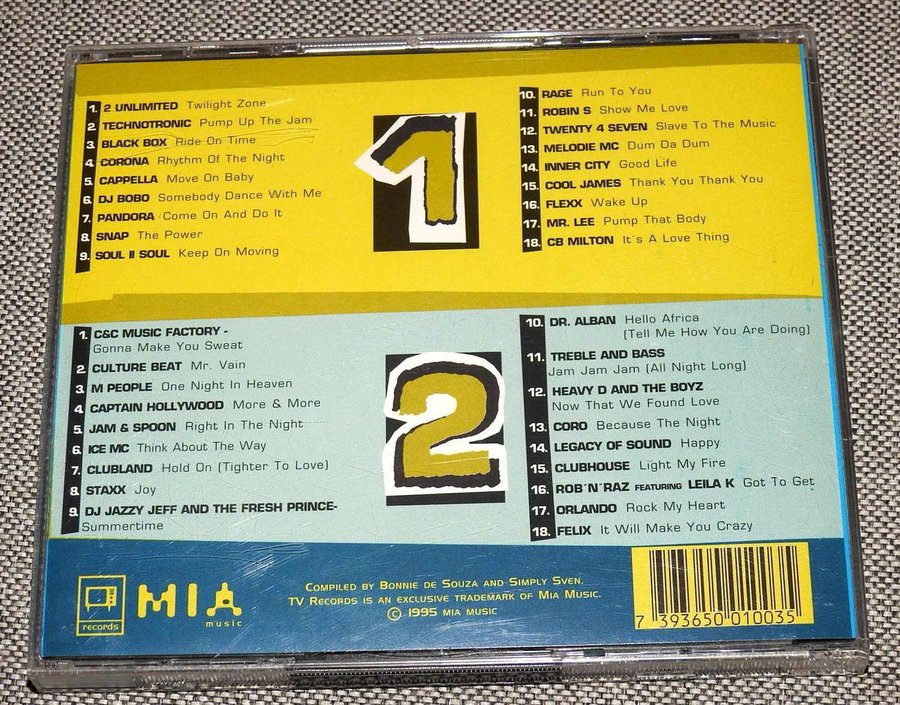 1. 2 UNLIMITED Twilight Zone
2. TECHNOTRONIC Pump Up The Jam
3. BLACK BOX Ride On Time
4. CORONA Rhythm Of The Night
5. CAPPELLA Move On Baby
6. DJ BOBO Somebody Dance With Me
7. PANDORA Come On And Do It
8. SNAP The Power
9. SOUL II SOUL Keep On Moving
1
10. RAGE Run To You
11. ROBIN S Show Me Love
12. TWENTY 4 SEVEN Slave To The Music
13. MELODIE MC Dum Da Dum
14. INNER CITY Good Life
15. COOL JAMES Thank You Thank You
16. FLEXX Wake Up
17. MR. LEE Pump That Body
18. CB MILTON It's A Love Thing
1. C&C MUSIC FACTORY -
Gonna Make You Sweat
2. CULTURE BEAT Mr. Vain
3. M PEOPLE One Night In Heaven
4. CAPTAIN HOLLYWOOD More & More
5. JAM & SPOON Right In The Night
6. ICE MC Think About The Way
7. CLUBLAND Hold On (Tighter To Love)
8. STAXX Joy
9. DJ JAZZY JEFF AND THE FRESH PRINCE-
Summertime
2
10. DR. ALBAN Hello Africa
(Tell Me How You Are Doing)
11. TREBLE AND BASS
Jam Jam Jam (All Night Long)
12. HEAVY D AND THE BOYZ
Now That We Found Love
13. CORO Because The Night
14. LEGACY OF SOUND Happy
15. CLUBHOUSE Light My Fire
16. ROB'N'RAZ FEATURING LEILA K Got To Get
17. ORLANDO Rock My Heart
18. FELIX It Will Make You Crazy
records
MIA
music
COMPILED BY BONNIE DE SOUZA AND SIMPLY SVEN.
TV RECORDS IS AN EXCLUSIVE TRADEMARK OF MIA MUSIC.
© 1995 MIA MUSIC
7 393650 010035